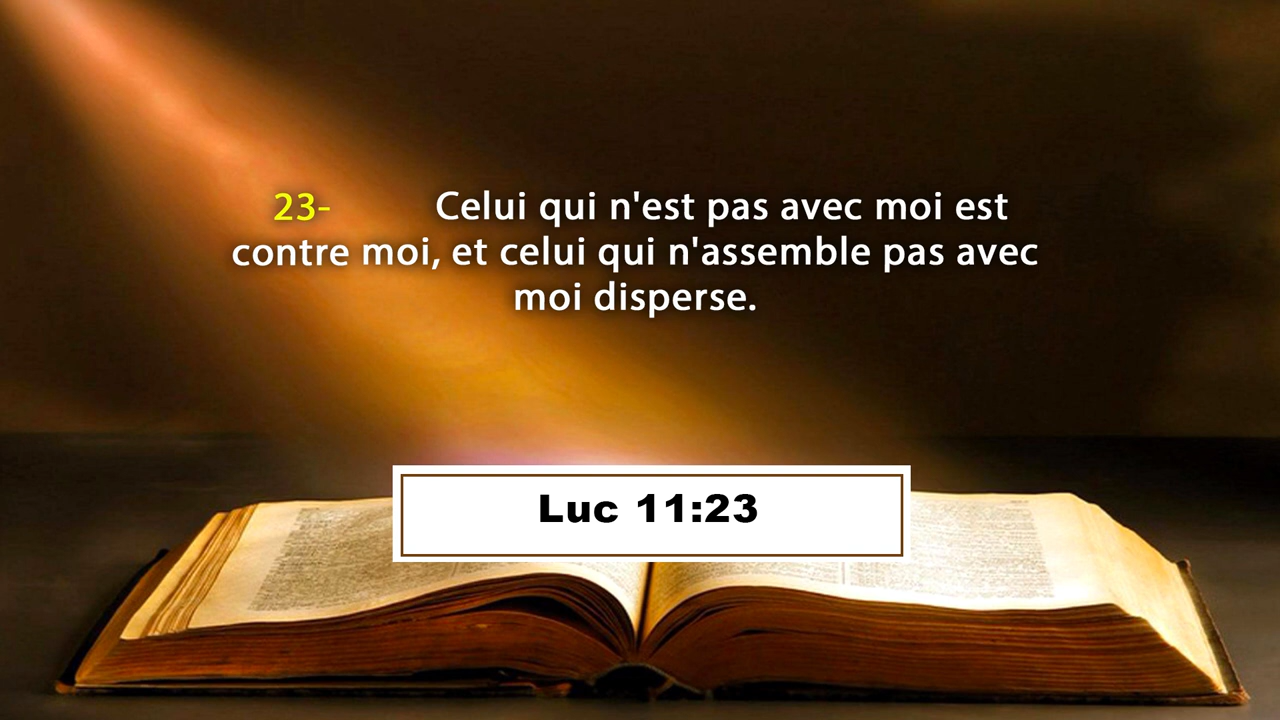 23- Celui qui n'est pas avec moi est
contre moi, et celui qui n'assemble pas avec
moi disperse.
Luc 11:23